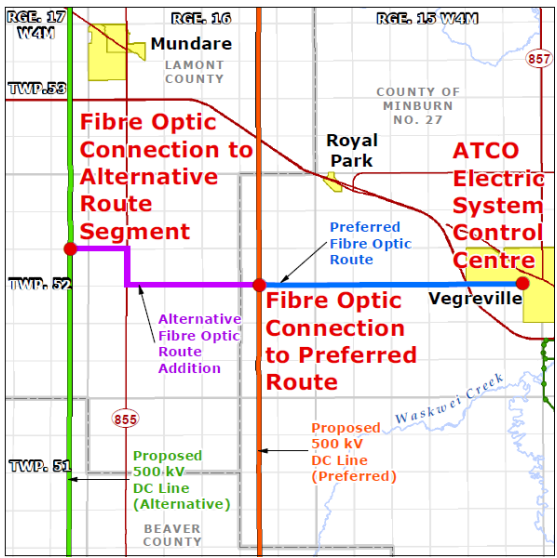 RGE. 17
W4M
RGE. 16
RGE. 15 W4M
Mundare
LAMONT
COUNTY
857
TWP.53
COUNTY OF
MINBURN
NO. 27
Fibre Optic
Connection to
Alternative
Route
Segment
Royal
Park
ATCO
Electric
System
Control
Centre
Preferred
Fibre Optic
Route
TWP. 52
Vegreville
Fibre Optic
Connection
to Preferred
Route
Alternative
Fibre Optic
Route
Addition
Waskwei Creek
855
Proposed
500 kV
DC Line
(Preferred)
TWP. 51
Proposed
500 kV
DC Line
(Alternative)
BEAVER
COUNTY